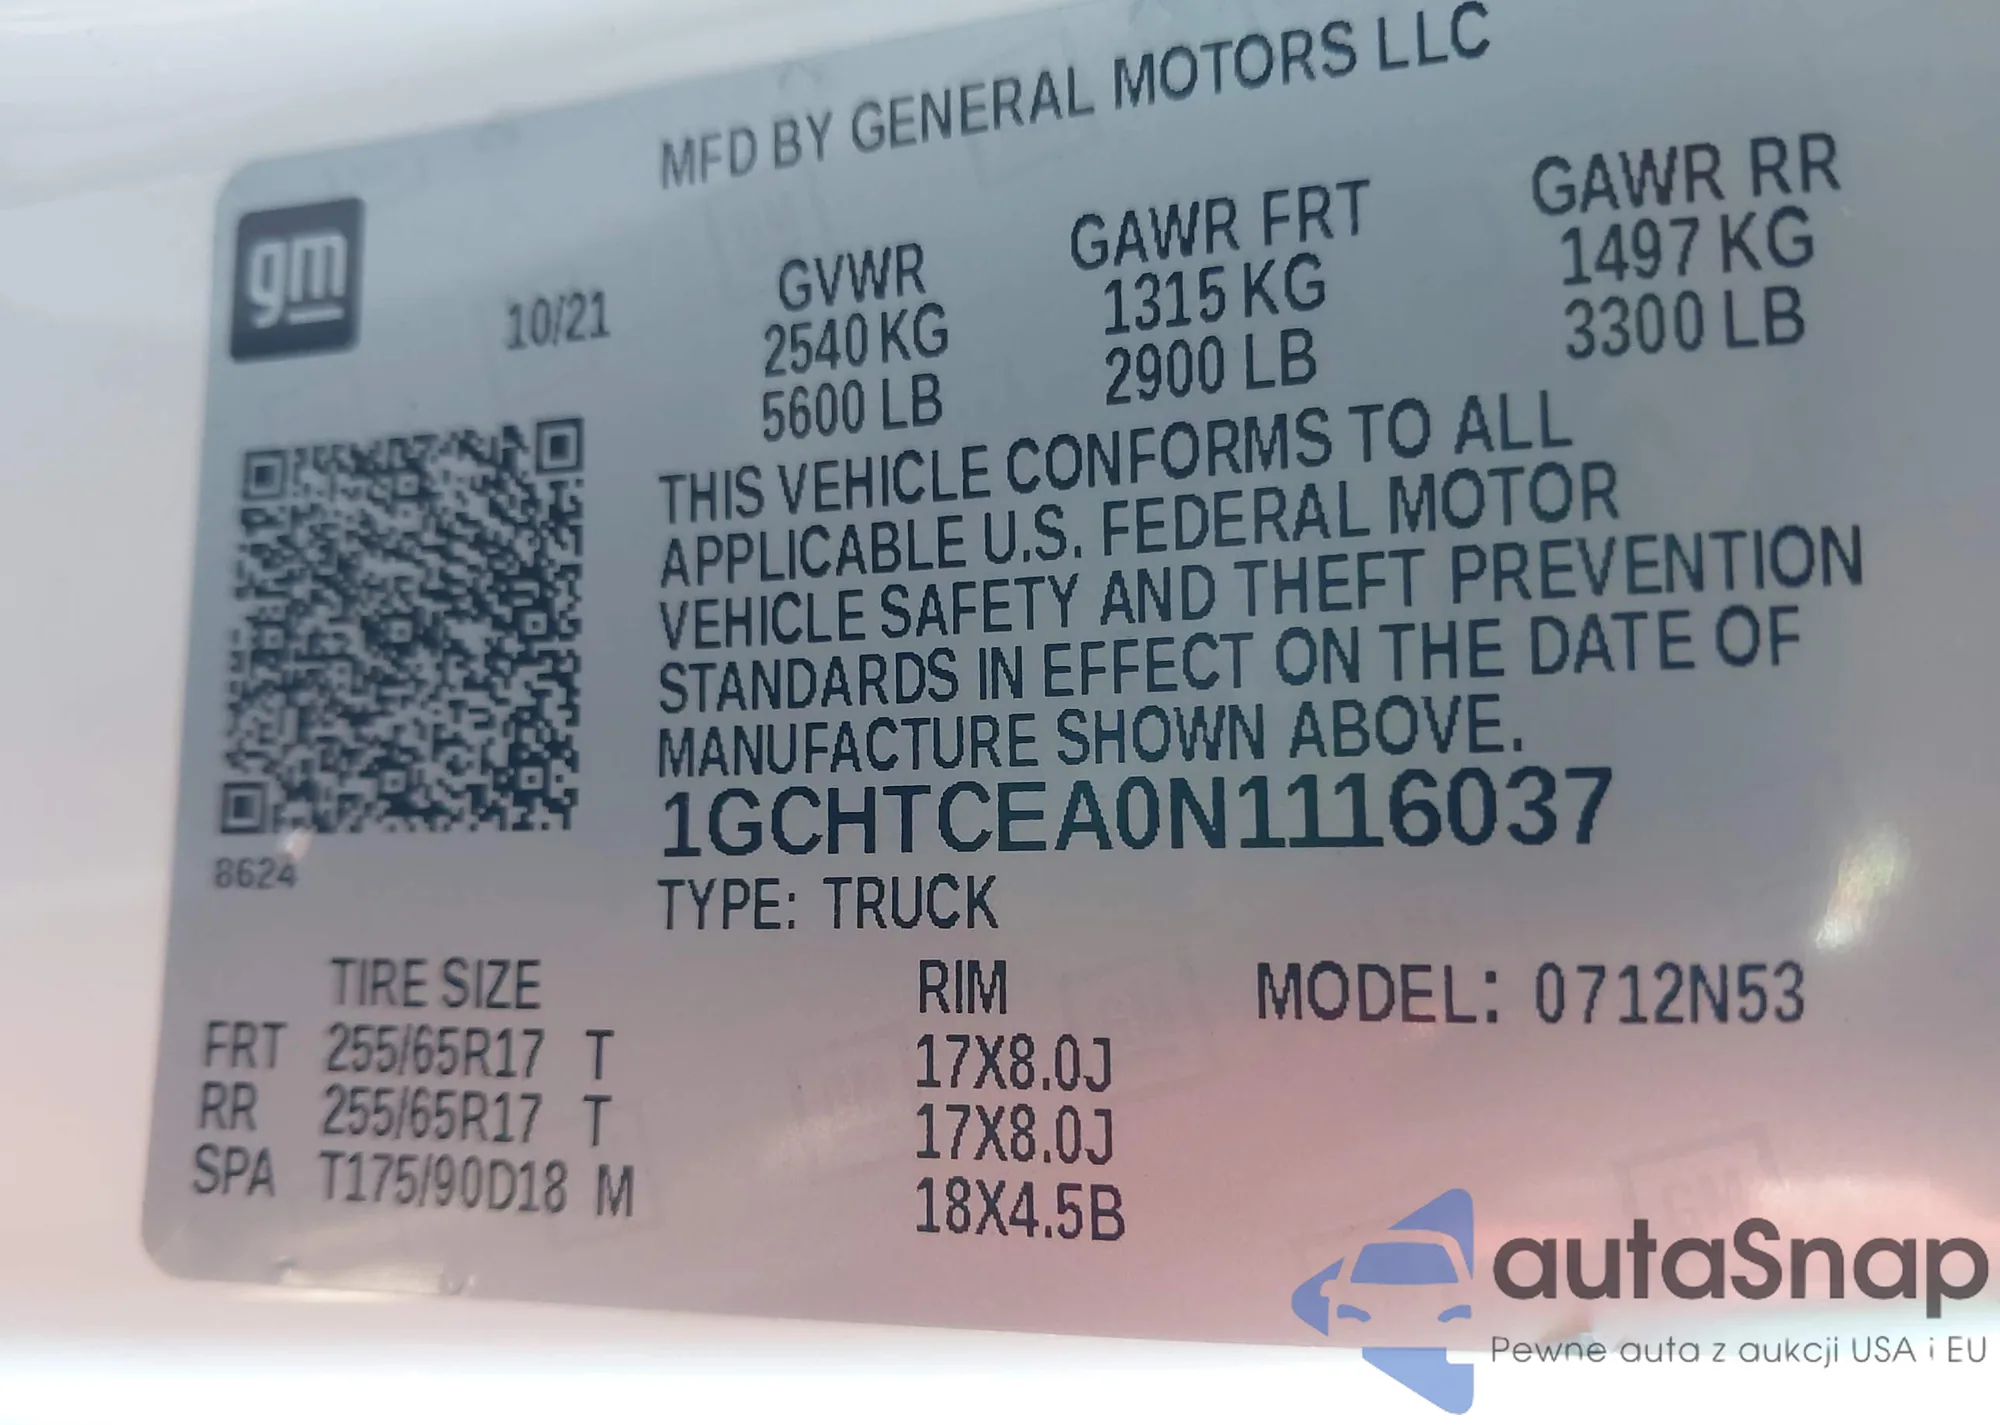 MFD BY GENERAL MOTORS LLC
gm
10/21
GVWR
2540 KG
5600 LB
GAWR FRT
1315 KG
2900 LB
GAWR RR
1497 KG
3300 LB
THIS VEHICLE CONFORMS TO ALL
APPLICABLE U.S. FEDERAL MOTOR
VEHICLE SAFETY AND THEFT PREVENTION
STANDARDS IN EFFECT ON THE DATE OF
MANUFACTURE SHOWN ABOVE.
1GCHTCEA0N1116037
8624
TYPE: TRUCK
TIRE SIZE RIM MODEL: 0712N53
FRT 255/65R17 T 17X8.0J
RR 255/65R17 T 17X8.0J
SPA T175/90D18 M 18X4.5B
autaSnap
Pewne auta z aukcji USA i EU